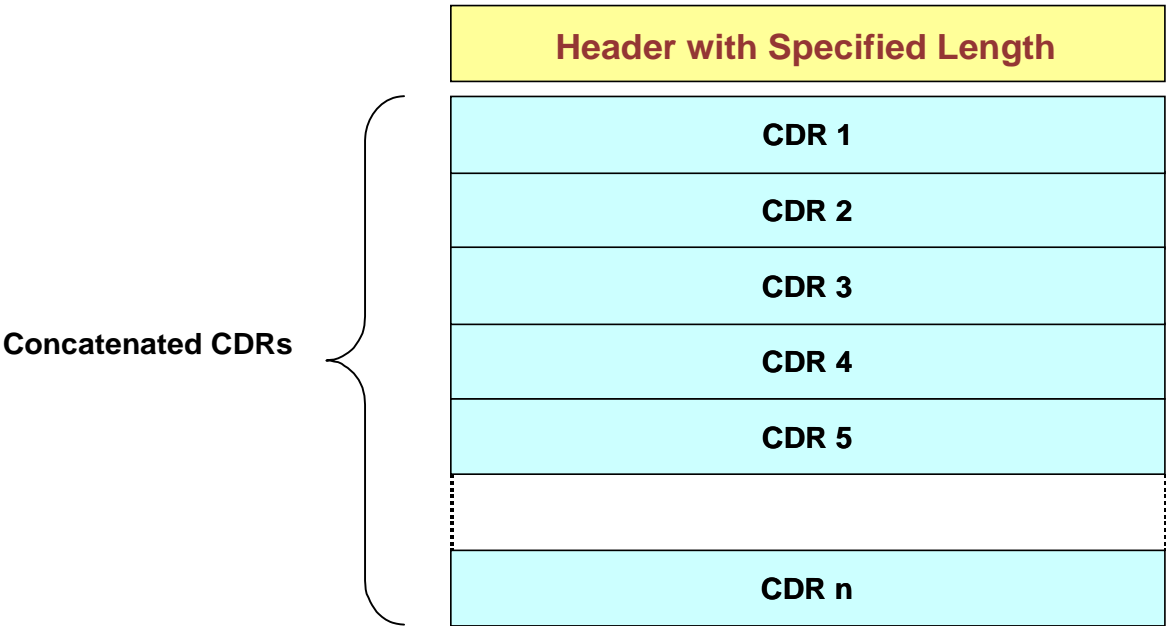 Header with Specified Length
CDR 1
CDR 2
CDR 3
Concatenated CDRs
CDR 4
CDR 5
CDR n